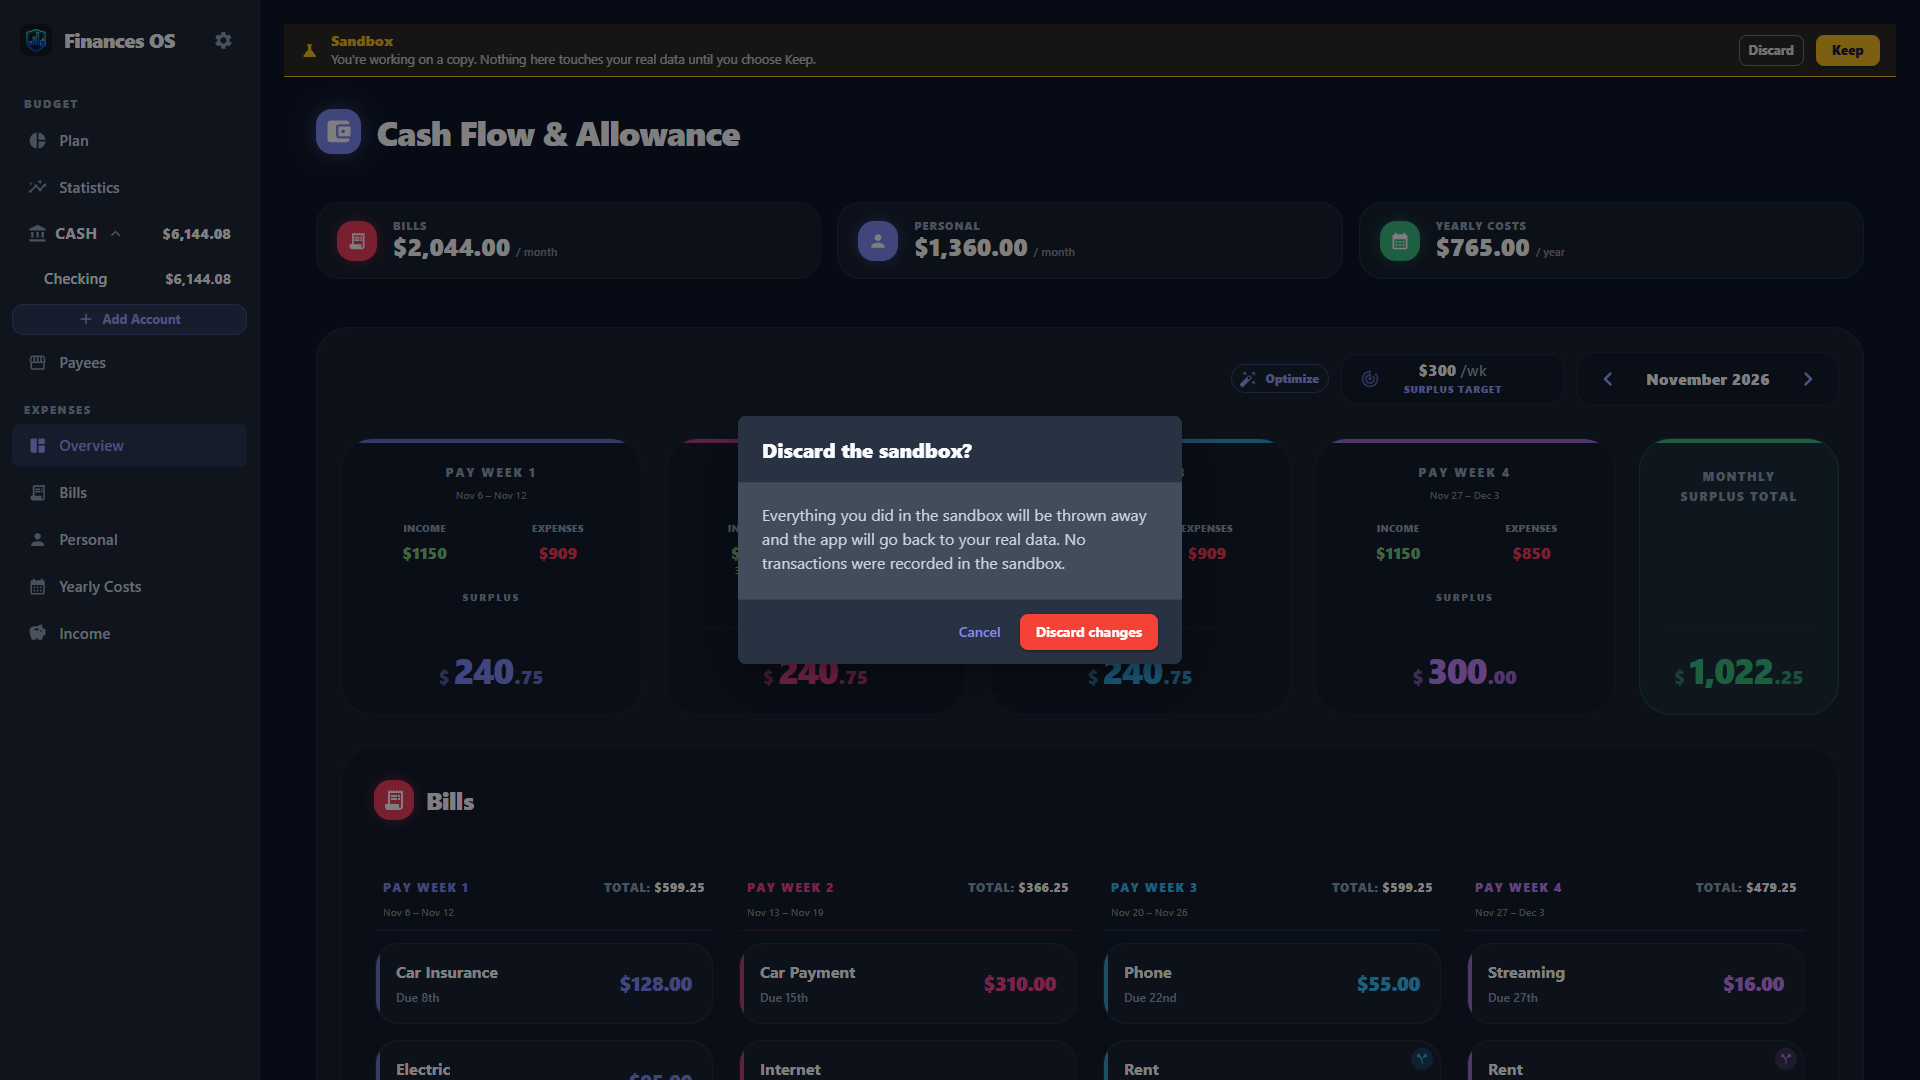 Finances OS
BUDGET
Plan
Statistics
CASH $6,144.08
Checking $6,144.08
+ Add Account
Payees
EXPENSES
Overview
Bills
Personal
Yearly Costs
Income
Sandbox
You're working on a copy. Nothing here touches your real data until you choose Keep.
Discard
Keep
Cash Flow & Allowance
BILLS
$2,044.00 / month
PERSONAL
$1,360.00 / month
YEARLY COSTS
$765.00 / year
Optimize
$300 /wk
SURPLUS TARGET
November 2026
PAY WEEK 1
Nov 6 – Nov 12
INCOME EXPENSES
$1150 $909
SURPLUS
$ 240.75
$ 240.75
EXPENSES
$909
$ 240.75
PAY WEEK 4
Nov 27 – Dec 3
INCOME EXPENSES
$1150 $850
SURPLUS
$ 300.00
MONTHLY
SURPLUS TOTAL
$ 1,022.25
Discard the sandbox?
Everything you did in the sandbox will be thrown away
and the app will go back to your real data. No
transactions were recorded in the sandbox.
Cancel
Discard changes
Bills
PAY WEEK 1 TOTAL: $599.25
Nov 6 – Nov 12
Car Insurance
Due 8th
$128.00
Electric
PAY WEEK 2 TOTAL: $366.25
Nov 13 – Nov 19
Car Payment
Due 15th
$310.00
Internet
PAY WEEK 3 TOTAL: $599.25
Nov 20 – Nov 26
Phone
Due 22nd
$55.00
Rent
PAY WEEK 4 TOTAL: $479.25
Nov 27 – Dec 3
Streaming
Due 27th
$16.00
Rent